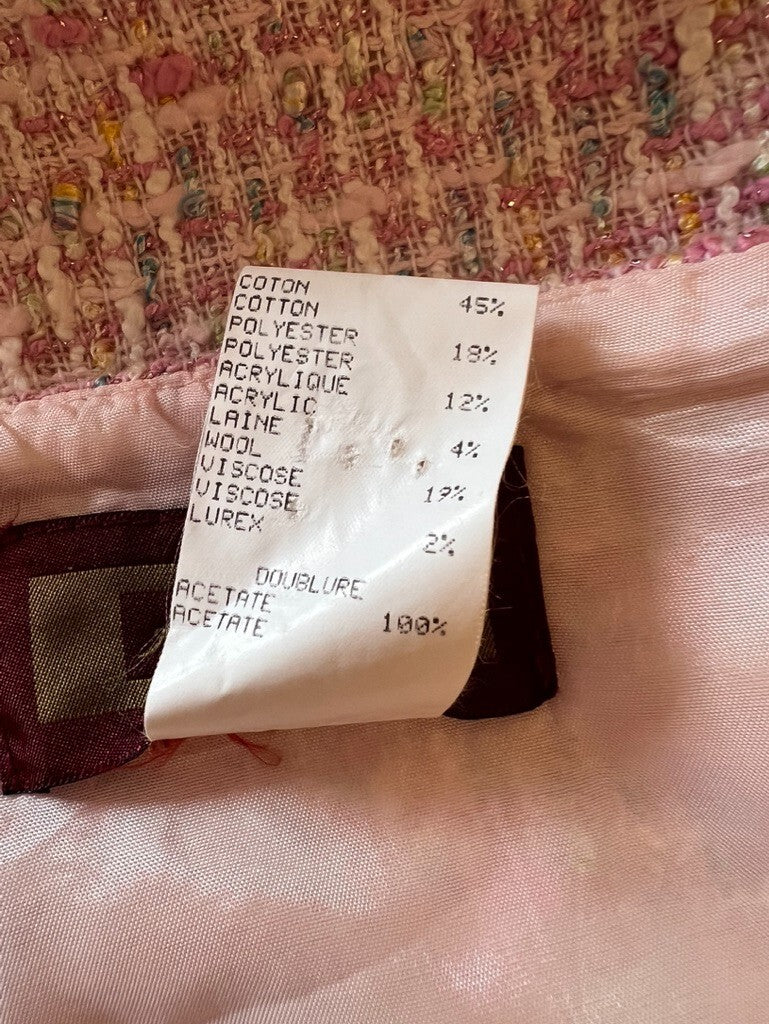 COTON
COTTON 45%
POLYESTER
POLYESTER 18%
ACRYLIQUE
ACRYLIC 12%
LAINE
WOOL 4%
VISCOSE
VISCOSE 19%
LUREX
2%
DOUBLURE
ACETATE
ACETATE 100%